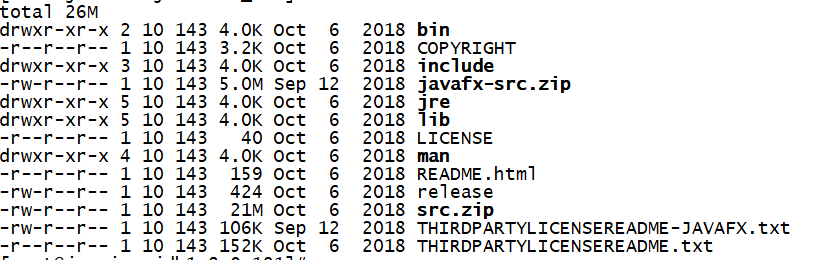 total 26M
drwxr-xr-x 2 10 143 4.0K Oct  6  2018 bin
-r--r--r-- 1 10 143 3.2K Oct  6  2018 COPYRIGHT
drwxr-xr-x 3 10 143 4.0K Oct  6  2018 include
-rw-r--r-- 1 10 143 5.0M Sep 12  2018 javafx-src.zip
drwxr-xr-x 5 10 143 4.0K Oct  6  2018 jre
drwxr-xr-x 5 10 143 4.0K Oct  6  2018 lib
-r--r--r-- 1 10 143   40 Oct  6  2018 LICENSE
drwxr-xr-x 4 10 143 4.0K Oct  6  2018 man
-r--r--r-- 1 10 143  159 Oct  6  2018 README.html
-rw-r--r-- 1 10 143  424 Oct  6  2018 release
-rw-r--r-- 1 10 143  21M Oct  6  2018 src.zip
-rw-r--r-- 1 10 143 106K Sep 12  2018 THIRDPARTYLICENSEREADME-JAVAFX.txt
-r--r--r-- 1 10 143 152K Oct  6  2018 THIRDPARTYLICENSEREADME.txt